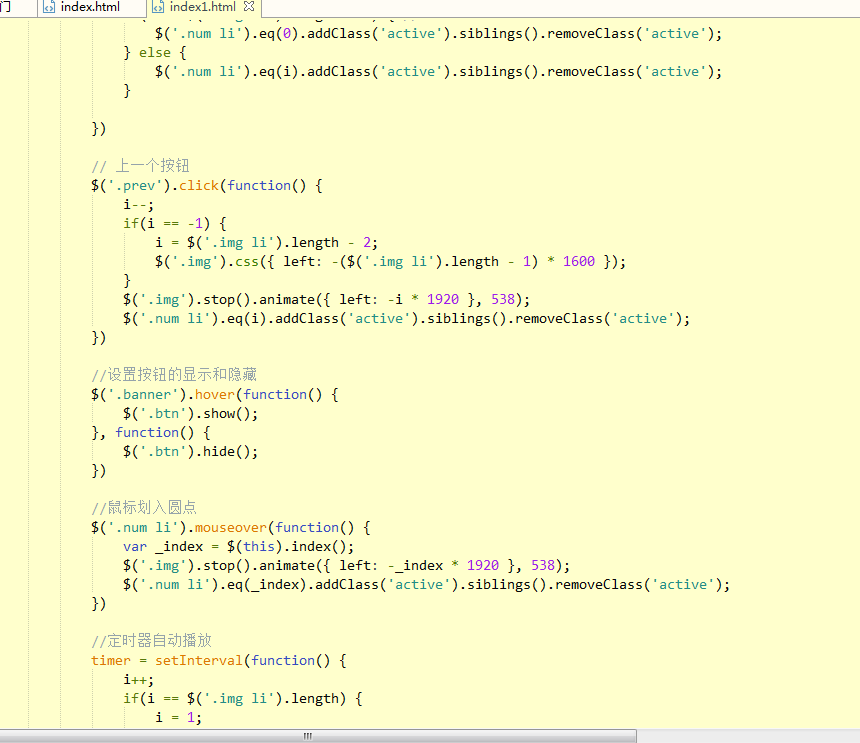 门
index.html
index1.html
$('.num li').eq(0).addClass('active').siblings().removeClass('active');
} else {
$('.num li').eq(i).addClass('active').siblings().removeClass('active');
}
})
// 上一个按钮
$('.prev').click(function() {
i--;
if(i == -1) {
i = $('.img li').length - 2;
$('.img').css({ left: -($('.img li').length - 1) * 1600 });
}
$('.img').stop().animate({ left: -i * 1920 }, 538);
$('.num li').eq(i).addClass('active').siblings().removeClass('active');
})
//设置按钮的显示和隐藏
$('.banner').hover(function() {
$('.btn').show();
}, function() {
$('.btn').hide();
})
//鼠标划入圆点
$('.num li').mouseover(function() {
var _index = $(this).index();
$('.img').stop().animate({ left: -_index * 1920 }, 538);
$('.num li').eq(_index).addClass('active').siblings().removeClass('active');
})
//定时器自动播放
timer = setInterval(function() {
i++;
if(i == $('.img li').length) {
i = 1;